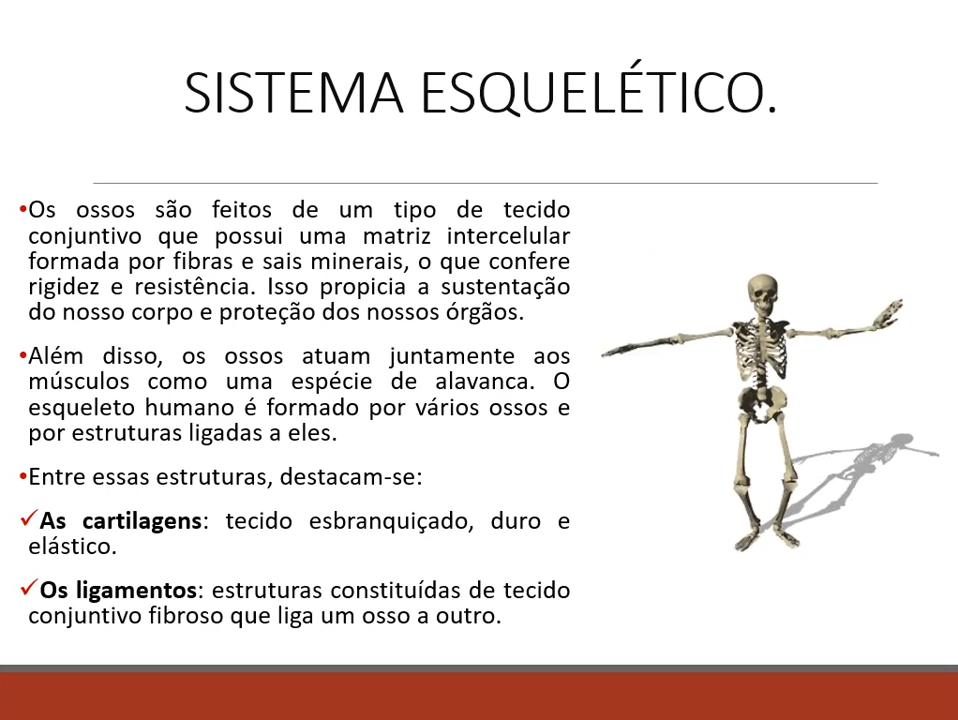 SISTEMA ESQUELÉTICO.
•Os ossos são feitos de um tipo de tecido
conjuntivo que possui uma matriz intercelular
formada por fibras e sais minerais, o que confere
rigidez e resistência. Isso propicia a sustentação
do nosso corpo e proteção dos nossos órgãos.
•Além disso, os ossos atuam juntamente aos
músculos como uma espécie de alavanca. O
esqueleto humano é formado por vários ossos e
por estruturas ligadas a eles.
•Entre essas estruturas, destacam-se:
✓As cartilagens: tecido esbranquiçado, duro e
elástico.
✓Os ligamentos: estruturas constituídas de tecido
conjuntivo fibroso que liga um osso a outro.